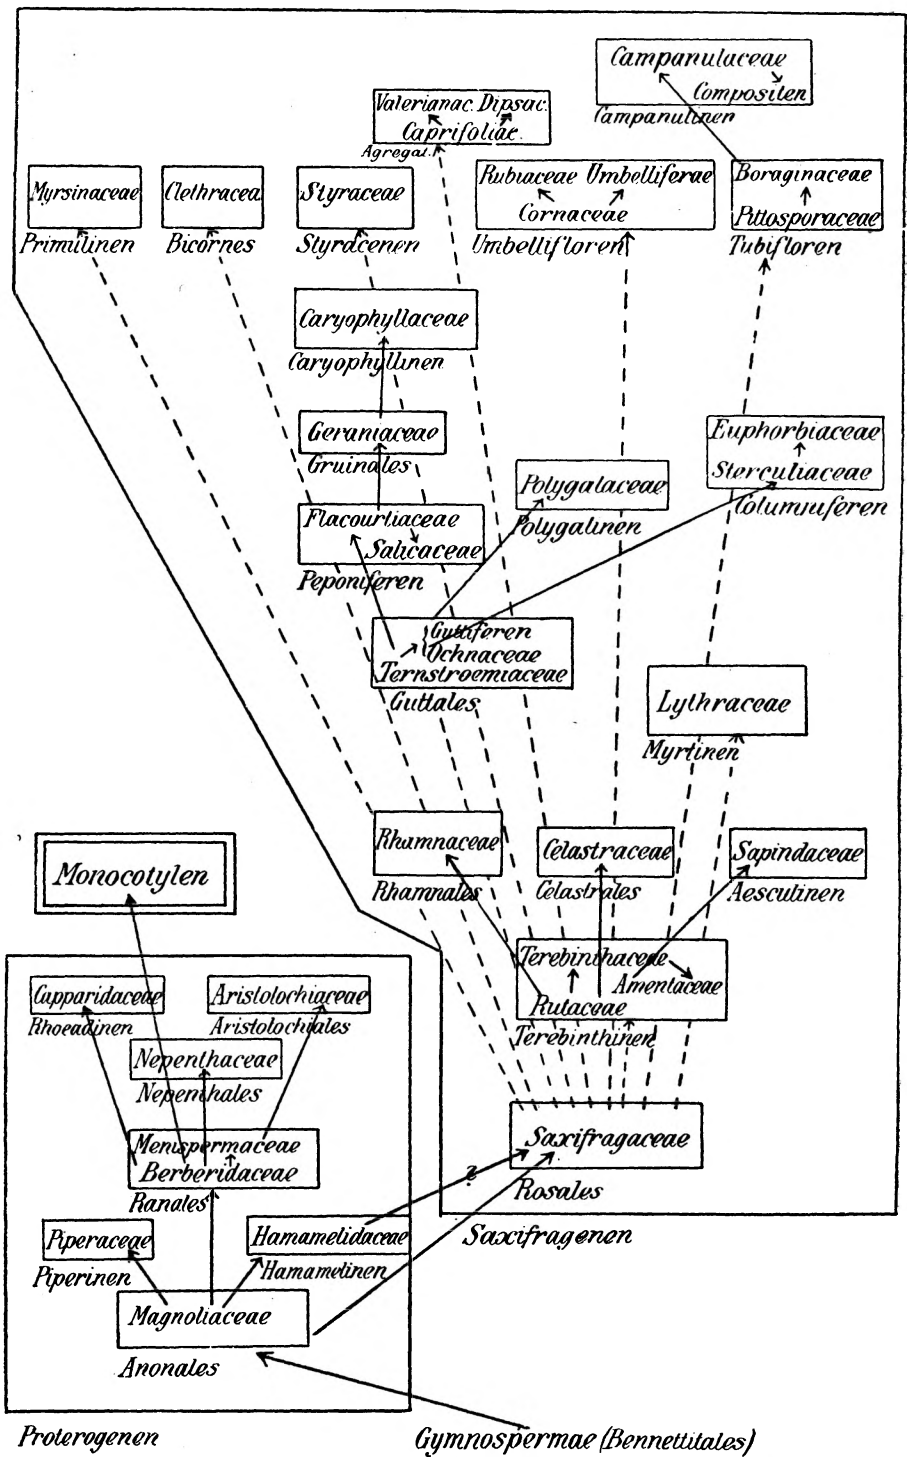 Campanulaceae
Compositen
Campanulinen
Valerianac. Dipsac.
Caprifoliac.
Agregat.
Myrsinaceae
Primulinen
Clethracea
Bicornes
Styraceae
Styracenen
Rubiaceae Umbelliferae
Cornaceae
Umbellifloren
Boraginaceae
Pittosporaceae
Tubifloren
Caryophyllaceae
Caryophyllinen
Geraniaceae
Gruinales
Euphorbiaceae
Sterculiaceae
Columniferen
Polygalaceae
Polygalinen
Flacourtiaceae
Salicaceae
Peponiferen
Guttiferen
Ochnaceae
Ternstroemiaceae
Guttales
Lythraceae
Myrtinen
Rhamnaceae
Rhamnales
Celastraceae
Celastrales
Sapindaceae
Aesculinen
Monocotylen
Terebinthaceae
Amentaceae
Rutaceae
Terebinthinen
Capparidaceae
Rhoeadinen
Aristolochiaceae
Aristolochiales
Nepenthaceae
Nepenthales
Menispermaceae
Berberidaceae
Ranales
Saxifragaceae
Rosales
?
Saxifragenen
Piperaceae
Piperinen
Hamamelidaceae
Hamamelinen
Magnoliaceae
Anonales
Proterogenen
Gymnospermae (Bennettitales)